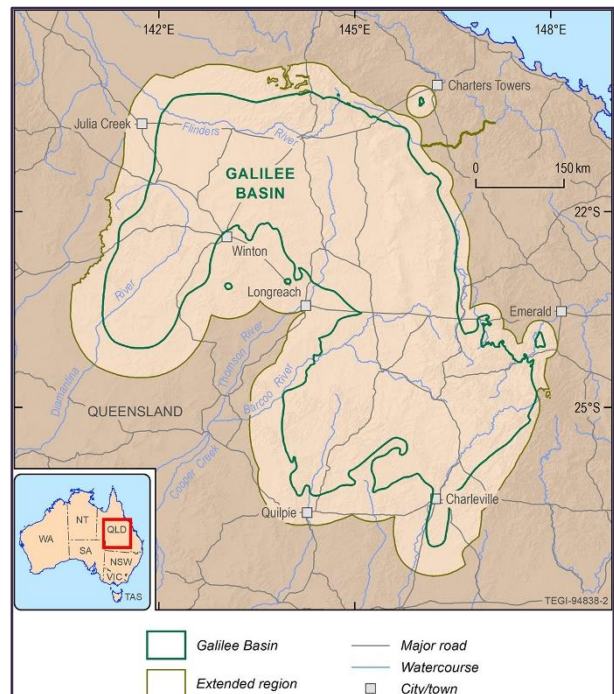 142°E
145°E
148°E
Charters Towers
Julia Creek
Flinders
River
0
150 km
GALILEE
BASIN
22°S
Winton
River
Longreach
Emerald
Thomson River
Barcoo River
Diamantina
QUEENSLAND
25°S
Cooper Creek
Charleville
Quilpie
NT
QLD
WA
SA
NSW
VIC
TAS
TEGI-94838-2
Galilee Basin
Major road
Watercourse
Extended region
City/town